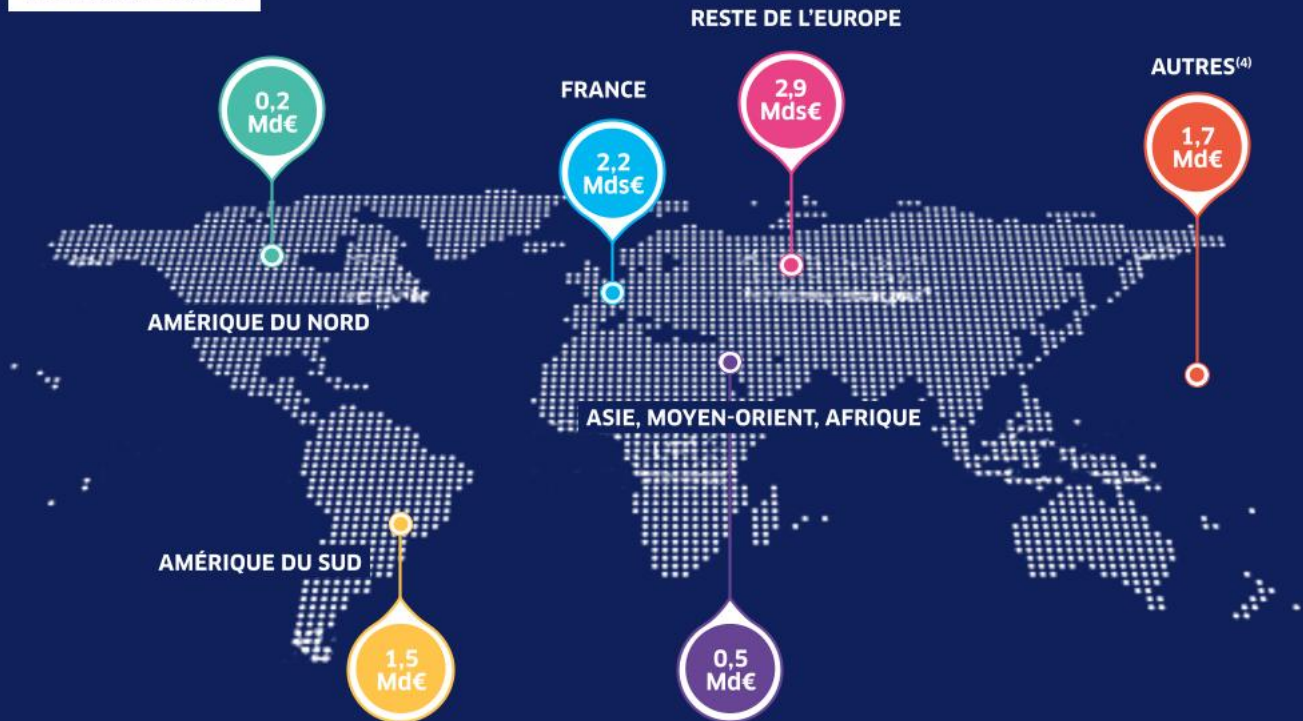 RESTE DE L'EUROPE
AUTRES⁽⁴⁾
FRANCE
0,2
Md€
2,9
Mds€
2,2
Mds€
1,7
Md€
AMÉRIQUE DU NORD
ASIE, MOYEN-ORIENT, AFRIQUE
AMÉRIQUE DU SUD
1,5
Md€
0,5
Md€